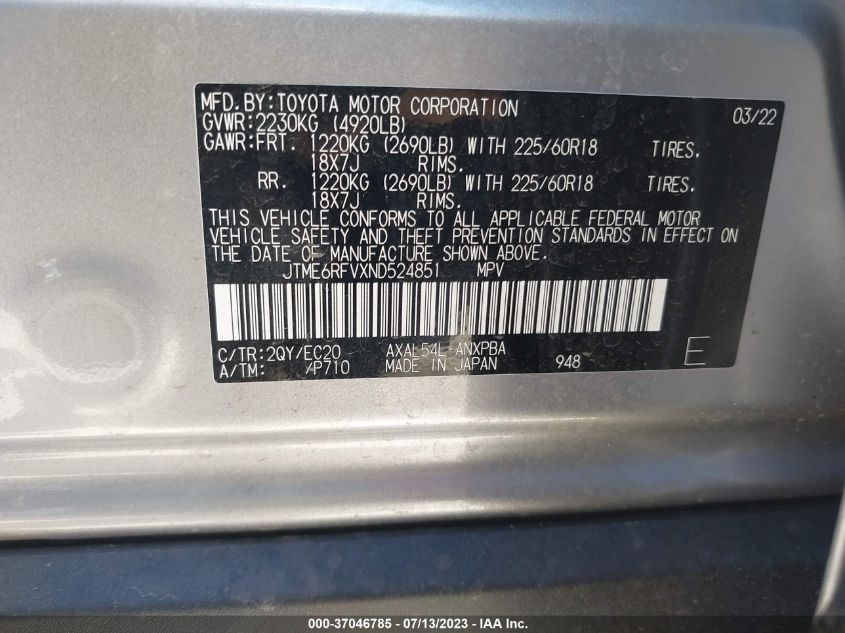 MFD.BY:TOYOTA MOTOR CORPORATION 03/22
GVWR:2230KG (4920LB)
GAWR:FRT. 1220KG (2690LB) WITH 225/60R18 TIRES.
18X7J RIMS.
RR. 1220KG (2690LB) WITH 225/60R18 TIRES.
18X7J RIMS.
THIS VEHICLE CONFORMS TO ALL APPLICABLE FEDERAL MOTOR
VEHICLE SAFETY AND THEFT PREVENTION STANDARDS IN EFFECT ON
THE DATE OF MANUFACTURE SHOWN ABOVE.
JTME6RFVXND524851 MPV
C/TR:2QY/EC20 AXAL54L-ANXPBA
A/TM: /P710 MADE IN JAPAN 948 E
000-37046785 - 07/13/2023 - IAA Inc.